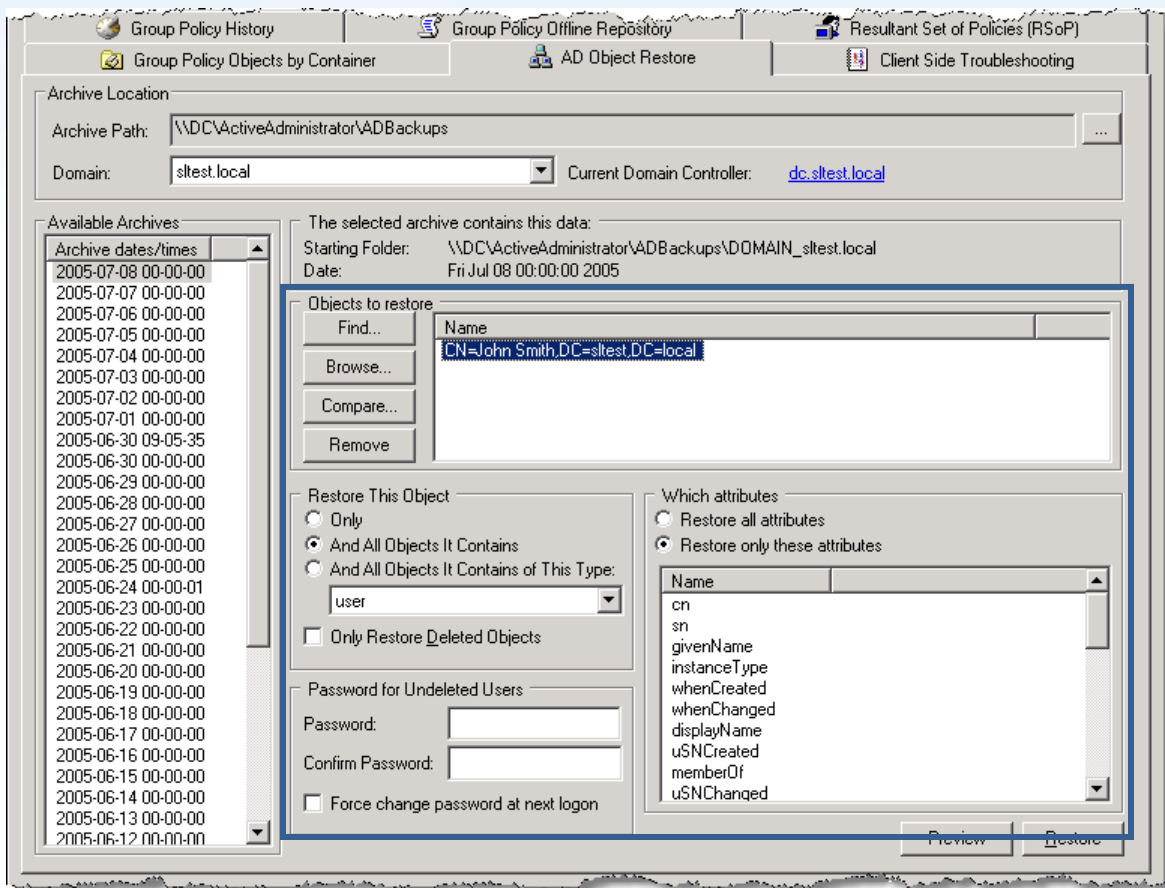 Group Policy History
Group Policy Offline Repository
Resultant Set of Policies (RSoP)
Group Policy Objects by Container
AD Object Restore
Client Side Troubleshooting
Archive Location
Archive Path: \\DC\ActiveAdministrator\ADBackups ...
Domain: sltest.local Current Domain Controller: dc.sltest.local
Available Archives
Archive dates/times
2005-07-08 00-00-00
2005-07-07 00-00-00
2005-07-06 00-00-00
2005-07-05 00-00-00
2005-07-04 00-00-00
2005-07-03 00-00-00
2005-07-02 00-00-00
2005-07-01 00-00-00
2005-06-30 09-05-35
2005-06-30 00-00-00
2005-06-29 00-00-00
2005-06-28 00-00-00
2005-06-27 00-00-00
2005-06-26 00-00-00
2005-06-25 00-00-00
2005-06-24 00-00-01
2005-06-23 00-00-00
2005-06-22 00-00-00
2005-06-21 00-00-00
2005-06-20 00-00-00
2005-06-19 00-00-00
2005-06-18 00-00-00
2005-06-17 00-00-00
2005-06-16 00-00-00
2005-06-15 00-00-00
2005-06-14 00-00-00
2005-06-13 00-00-00
2005-06-12 00-00-00
The selected archive contains this data:
Starting Folder: \\DC\ActiveAdministrator\ADBackups\DOMAIN_sltest.local
Date: Fri Jul 08 00:00:00 2005
Objects to restore
Find...
Browse...
Compare...
Remove
Name
CN=John Smith,DC=sltest,DC=local
Restore This Object
Only
And All Objects It Contains
And All Objects It Contains of This Type:
user
Only Restore Deleted Objects
Password for Undeleted Users
Password:
Confirm Password:
Force change password at next logon
Which attributes
Restore all attributes
Restore only these attributes
Name
cn
sn
givenName
instanceType
whenCreated
whenChanged
displayName
uSNCreated
memberOf
uSNChanged
Preview
Restore